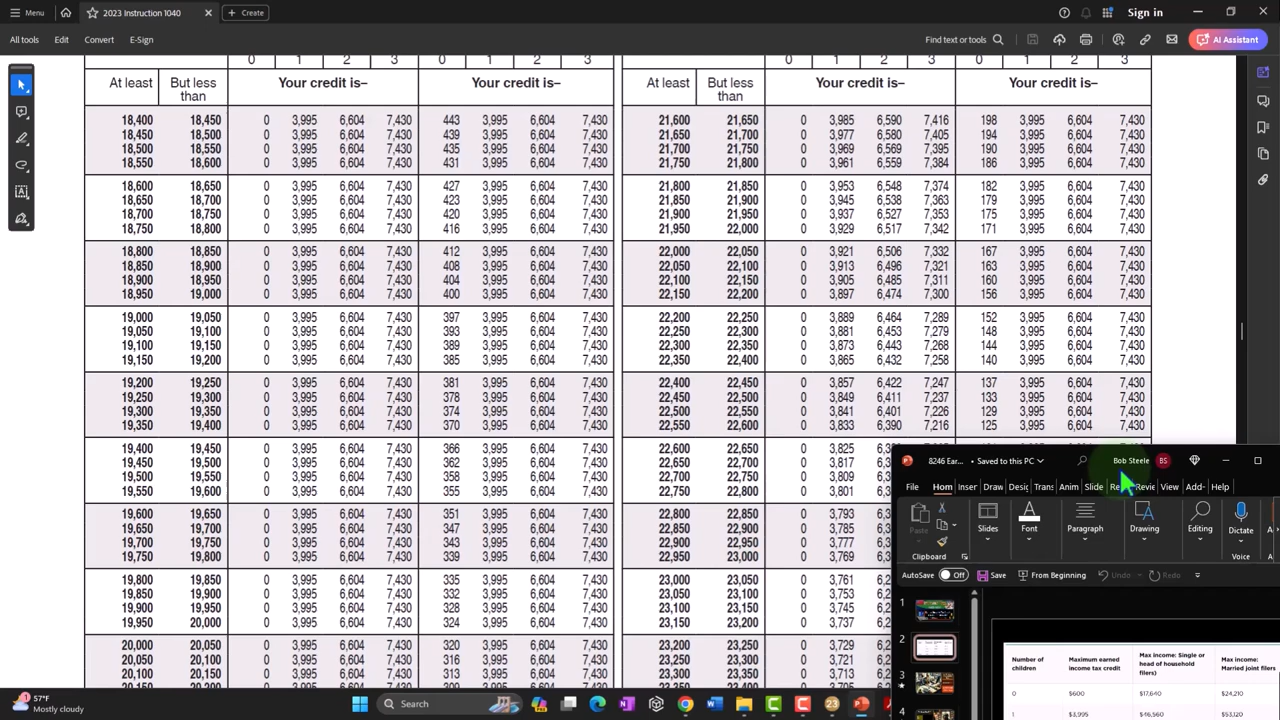 Menu 2023 Instruction 1040 Create Sign in
All tools Edit Convert E-Sign Find text or tools AI Assistant
0 1 2 3 0 1 2 3 0 1 2 3 0 1 2 3
At least But less than Your credit is– Your credit is– At least But less than Your credit is– Your credit is–
18,400 18,450 0 3,995 6,604 7,430 443 3,995 6,604 7,430 21,600 21,650 0 3,985 6,590 7,416 198 3,995 6,604 7,430
18,450 18,500 0 3,995 6,604 7,430 439 3,995 6,604 7,430 21,650 21,700 0 3,977 6,580 7,405 194 3,995 6,604 7,430
18,500 18,550 0 3,995 6,604 7,430 435 3,995 6,604 7,430 21,700 21,750 0 3,969 6,569 7,395 190 3,995 6,604 7,430
18,550 18,600 0 3,995 6,604 7,430 431 3,995 6,604 7,430 21,750 21,800 0 3,961 6,559 7,384 186 3,995 6,604 7,430
18,600 18,650 0 3,995 6,604 7,430 427 3,995 6,604 7,430 21,800 21,850 0 3,953 6,548 7,374 182 3,995 6,604 7,430
18,650 18,700 0 3,995 6,604 7,430 423 3,995 6,604 7,430 21,850 21,900 0 3,945 6,538 7,363 179 3,995 6,604 7,430
18,700 18,750 0 3,995 6,604 7,430 420 3,995 6,604 7,430 21,900 21,950 0 3,937 6,527 7,353 175 3,995 6,604 7,430
18,750 18,800 0 3,995 6,604 7,430 416 3,995 6,604 7,430 21,950 22,000 0 3,929 6,517 7,342 171 3,995 6,604 7,430
18,800 18,850 0 3,995 6,604 7,430 412 3,995 6,604 7,430 22,000 22,050 0 3,921 6,506 7,332 167 3,995 6,604 7,430
18,850 18,900 0 3,995 6,604 7,430 408 3,995 6,604 7,430 22,050 22,100 0 3,913 6,496 7,321 163 3,995 6,604 7,430
18,900 18,950 0 3,995 6,604 7,430 404 3,995 6,604 7,430 22,100 22,150 0 3,905 6,485 7,311 160 3,995 6,604 7,430
18,950 19,000 0 3,995 6,604 7,430 400 3,995 6,604 7,430 22,150 22,200 0 3,897 6,474 7,300 156 3,995 6,604 7,430
19,000 19,050 0 3,995 6,604 7,430 397 3,995 6,604 7,430 22,200 22,250 0 3,889 6,464 7,289 152 3,995 6,604 7,430
19,050 19,100 0 3,995 6,604 7,430 393 3,995 6,604 7,430 22,250 22,300 0 3,881 6,453 7,279 148 3,995 6,604 7,430
19,100 19,150 0 3,995 6,604 7,430 389 3,995 6,604 7,430 22,300 22,350 0 3,873 6,443 7,268 144 3,995 6,604 7,430
19,150 19,200 0 3,995 6,604 7,430 385 3,995 6,604 7,430 22,350 22,400 0 3,865 6,432 7,258 140 3,995 6,604 7,430
19,200 19,250 0 3,995 6,604 7,430 381 3,995 6,604 7,430 22,400 22,450 0 3,857 6,422 7,247 137 3,995 6,604 7,430
19,250 19,300 0 3,995 6,604 7,430 378 3,995 6,604 7,430 22,450 22,500 0 3,849 6,411 7,237 133 3,995 6,604 7,430
19,300 19,350 0 3,995 6,604 7,430 374 3,995 6,604 7,430 22,500 22,550 0 3,841 6,401 7,226 129 3,995 6,604 7,430
19,350 19,400 0 3,995 6,604 7,430 370 3,995 6,604 7,430 22,550 22,600 0 3,833 6,390 7,216 125 3,995 6,604 7,430
19,400 19,450 0 3,995 6,604 7,430 366 3,995 6,604 7,430 22,600 22,650 0 3,825
19,450 19,500 0 3,995 6,604 7,430 362 3,995 6,604 7,430 22,650 22,700 0 3,817
19,500 19,550 0 3,995 6,604 7,430 358 3,995 6,604 7,430 22,700 22,750 0 3,809
19,550 19,600 0 3,995 6,604 7,430 355 3,995 6,604 7,430 22,750 22,800 0 3,801
19,600 19,650 0 3,995 6,604 7,430 351 3,995 6,604 7,430 22,800 22,850 0 3,793
19,650 19,700 0 3,995 6,604 7,430 347 3,995 6,604 7,430 22,850 22,900 0 3,785
19,700 19,750 0 3,995 6,604 7,430 343 3,995 6,604 7,430 22,900 22,950 0 3,777
19,750 19,800 0 3,995 6,604 7,430 339 3,995 6,604 7,430 22,950 23,000 0 3,769
19,800 19,850 0 3,995 6,604 7,430 335 3,995 6,604 7,430 23,000 23,050 0 3,761
19,850 19,900 0 3,995 6,604 7,430 332 3,995 6,604 7,430 23,050 23,100 0 3,753
19,900 19,950 0 3,995 6,604 7,430 328 3,995 6,604 7,430 23,100 23,150 0 3,745
19,950 20,000 0 3,995 6,604 7,430 324 3,995 6,604 7,430 23,150 23,200 0 3,737
20,000 20,050 0 3,995 6,604 7,430 320 3,995 6,604 7,430 23,200 23,250 0 3,729
20,050 20,100 0 3,995 6,604 7,430 316 3,995 6,604 7,430 23,250 23,300 0 3,721
20,100 20,150 0 3,995 6,604 7,430 313 3,995 6,604 7,430 23,300 23,350 0 3,713
8246 Ear... • Saved to this PC Bob Steele BS
File Hom Inser Draw Desig Trans Anim Slide Re Revie View Add- Help
Paste Slides Font Paragraph Drawing Editing Dictate
Clipboard Voice
AutoSave Off Save From Beginning Undo Redo
1
2
3
4
Number of children Maximum earned income tax credit Max income: Single or head of household filers) Max income: Married joint filers
0 $600 $17,640 $24,210
1 $3,995 $46,560 $53,120
57°F
Mostly cloudy
Search